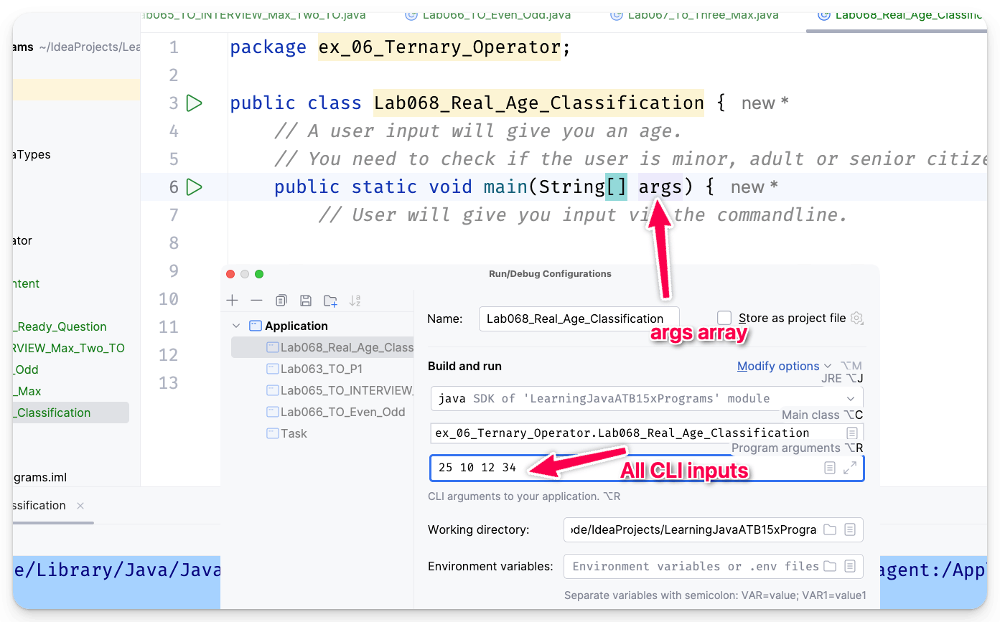 ab065_TO_INTERVIEW_Max_Two_TO.java Lab066_TO_Even_Odd.java Lab067_To_Three_Max.java Lab068_Real_Age_Classific
ams ~/IdeaProjects/Lea
aTypes
ator
ntent
_Ready_Question
RVIEW_Max_Two_TO
_Odd
_Max
_Classification
grams.iml
1 package ex_06_Ternary_Operator;
2
3 public class Lab068_Real_Age_Classification { new *
4 // A user input will give you an age.
5 // You need to check if the user is minor, adult or senior citize
6 public static void main(String[] args) { new *
7 // User will give you input via the commandline.
8
9
10
11
12
13
Run/Debug Configurations
Application
Lab068_Real_Age_Class
Lab063_TO_P1
Lab065_TO_INTERVIEW_
Lab066_TO_Even_Odd
Task
Name: Lab068_Real_Age_Classification Store as project file
args array
Build and run Modify options ⌥M
JRE ⌥J
java SDK of 'LearningJavaATB15xPrograms' module
Main class ⌥C
ex_06_Ternary_Operator.Lab068_Real_Age_Classification
Program arguments ⌥R
25 10 12 34
All CLI inputs
CLI arguments to your application. ⌥R
Working directory: ode/IdeaProjects/LearningJavaATB15xProgra
Environment variables: Environment variables or .env files
Separate variables with semicolon: VAR=value; VAR1=value1
ssification
e/Library/Java/Java
agent:/App